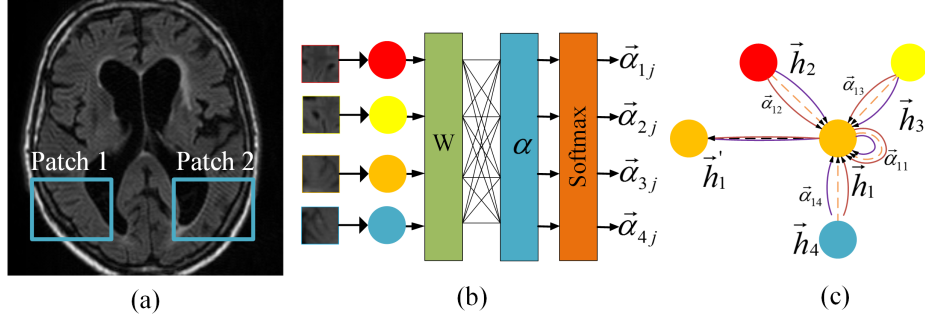 Patch 1
Patch 2
(a)
W
α
Softmax
α⃗1j
α⃗2j
α⃗3j
α⃗4j
(b)
h⃗2
α⃗12
α⃗13
h⃗3
α⃗11
h⃗1'
h⃗1
α⃗14
h⃗4
(c)